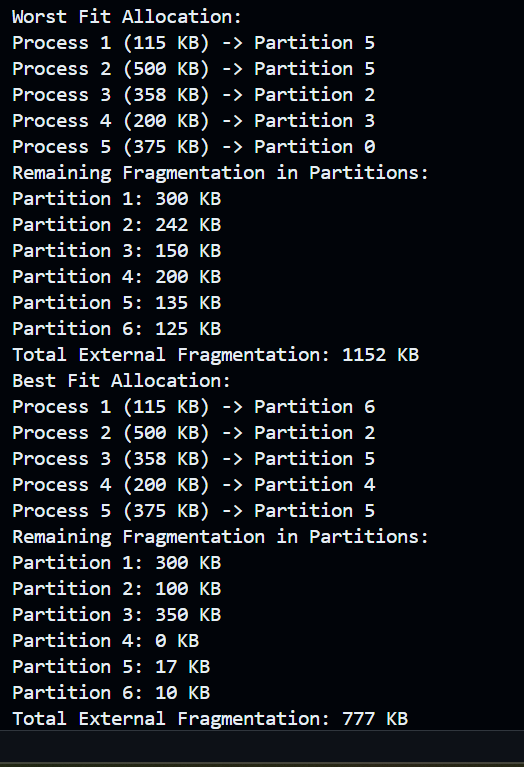 Worst Fit Allocation:
Process 1 (115 KB) -> Partition 5
Process 2 (500 KB) -> Partition 5
Process 3 (358 KB) -> Partition 2
Process 4 (200 KB) -> Partition 3
Process 5 (375 KB) -> Partition 0
Remaining Fragmentation in Partitions:
Partition 1: 300 KB
Partition 2: 242 KB
Partition 3: 150 KB
Partition 4: 200 KB
Partition 5: 135 KB
Partition 6: 125 KB
Total External Fragmentation: 1152 KB
Best Fit Allocation:
Process 1 (115 KB) -> Partition 6
Process 2 (500 KB) -> Partition 2
Process 3 (358 KB) -> Partition 5
Process 4 (200 KB) -> Partition 4
Process 5 (375 KB) -> Partition 5
Remaining Fragmentation in Partitions:
Partition 1: 300 KB
Partition 2: 100 KB
Partition 3: 350 KB
Partition 4: 0 KB
Partition 5: 17 KB
Partition 6: 10 KB
Total External Fragmentation: 777 KB